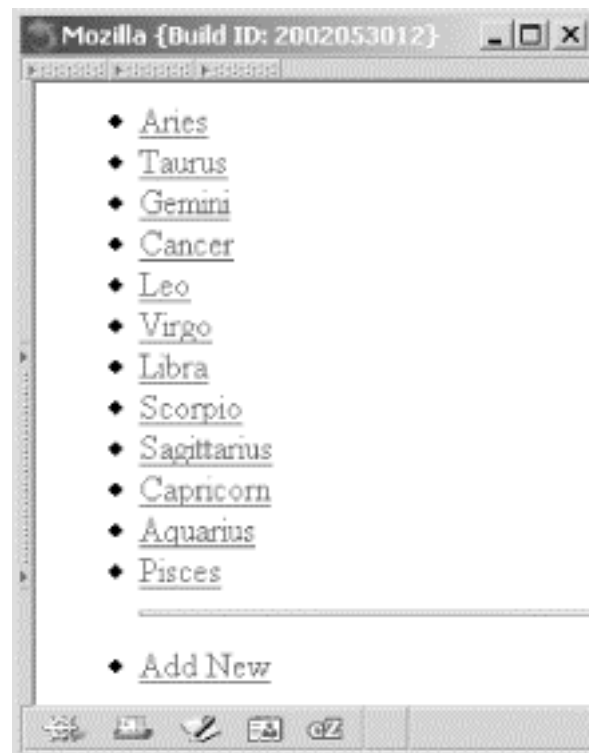 Mozilla {Build ID: 2002053012}
Aries
Taurus
Gemini
Cancer
Leo
Virgo
Libra
Scorpio
Sagittarius
Capricorn
Aquarius
Pisces
Add New